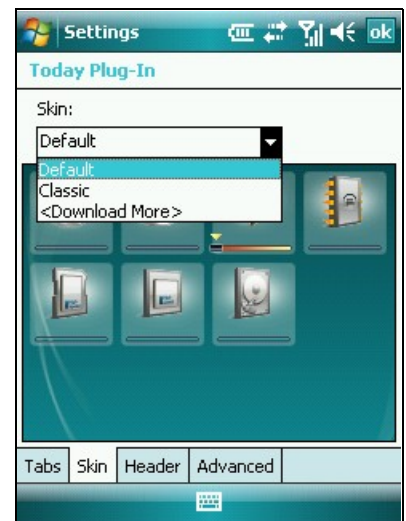 Settings
ok
Today Plug-In
Skin:
Default
Default
Classic
<Download More>
Tabs
Skin
Header
Advanced